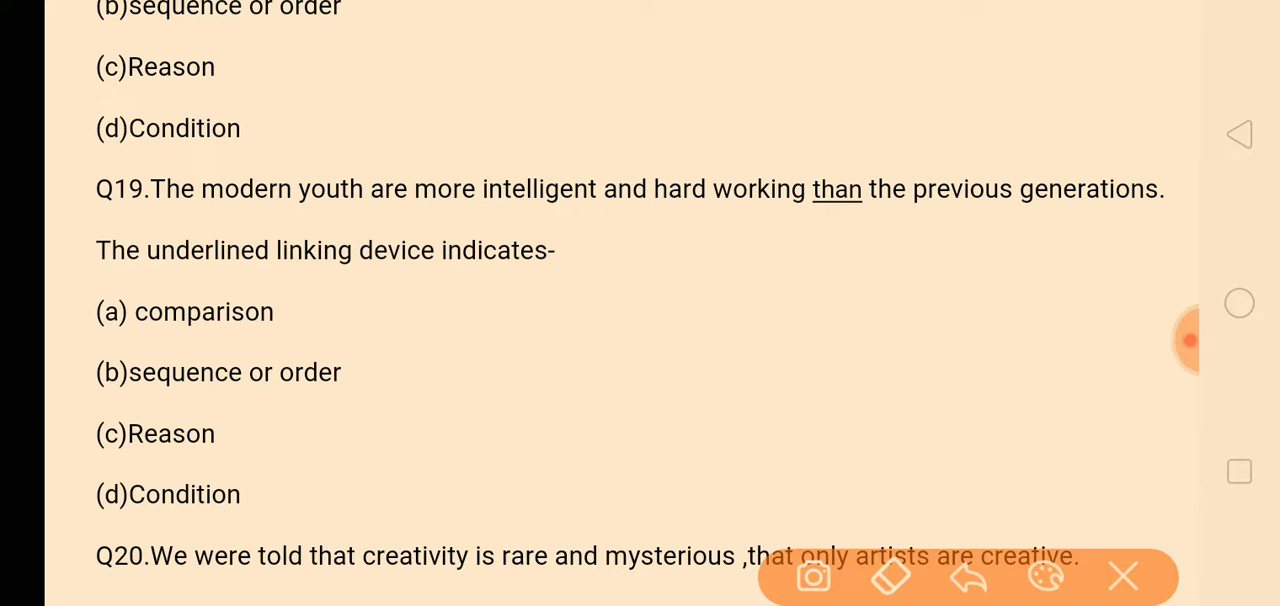 (b)sequence or order
(c)Reason
(d)Condition
Q19.The modern youth are more intelligent and hard working than the previous generations.
The underlined linking device indicates-
(a) comparison
(b)sequence or order
(c)Reason
(d)Condition
Q20.We were told that creativity is rare and mysterious ,that only artists are creative.